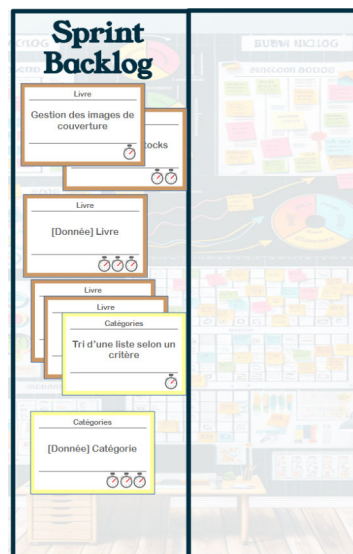 Sprint
Backlog
Livre
Gestion des images de
couverture
Livre
[Donnée] Livre
Livre
Livre
Catégories
Tri d'une liste selon un
critère
Catégories
[Donnée] Catégorie